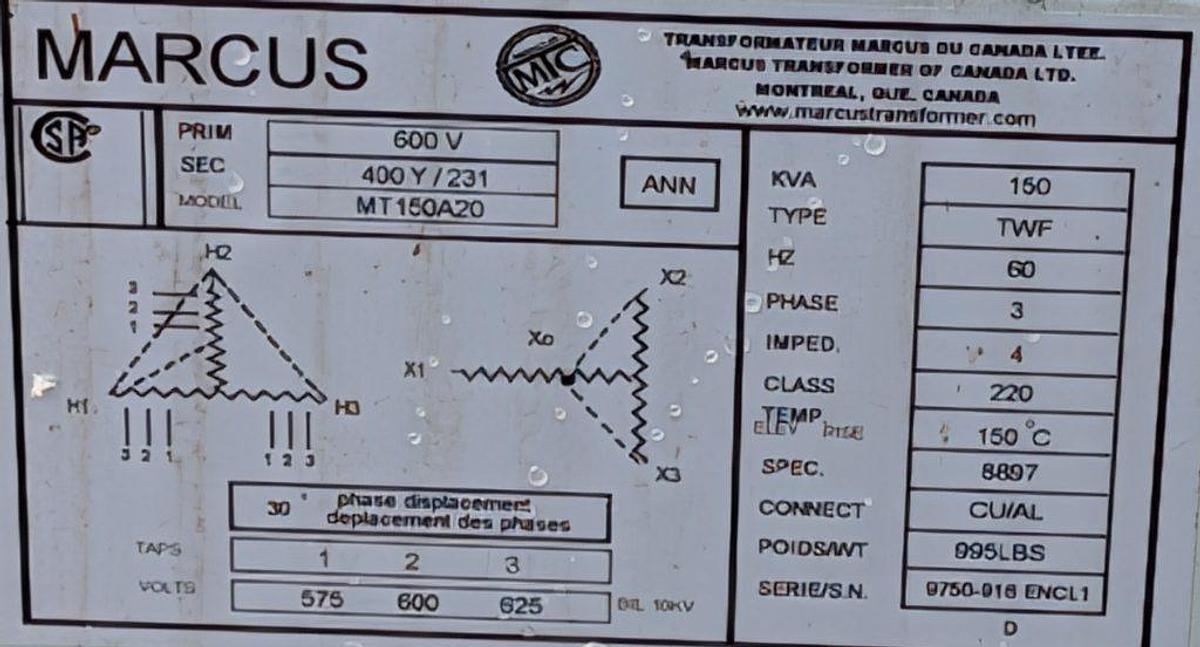 MARCUS
MTC
TRANSFORMATEUR MARCUS DU CANADA LTEE.
MARCUS TRANSFORMER OF CANADA LTD.
MONTREAL, QUE. CANADA
www.marcustransformer.com
SA
PRIM 600 V
SEC 400 Y / 231
MODEL MT150A20
ANN
H2
3
2
1
H1
H3
3 2 1
1 2 3
X2
Xo
X1
X3
30° phase displacement
deplacement des phases
TAPS 1 2 3
VOLTS 575 600 625 BIL 10KV
KVA 150
TYPE TWF
HZ 60
PHASE 3
IMPED. 4
CLASS 220
TEMP.
ELEV RISE 150 °C
SPEC. 8897
CONNECT CU/AL
POIDS/WT 995LBS
SERIE/S.N. 9750-916 ENCL1
D